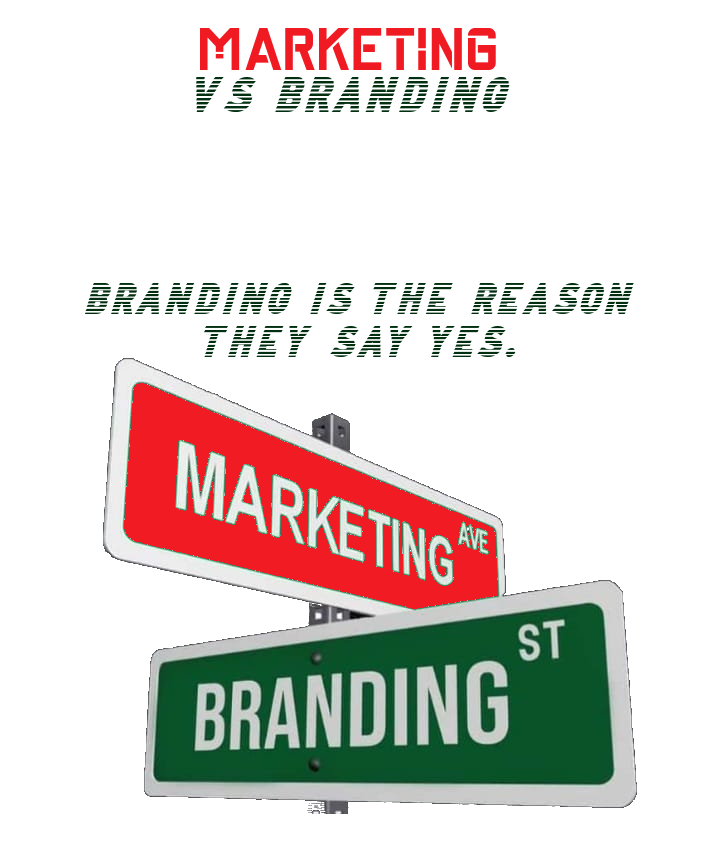 MARKETING
VS BRANDING
BRANDING IS THE REASON
THEY SAY YES.
MARKETING AVE
BRANDING ST